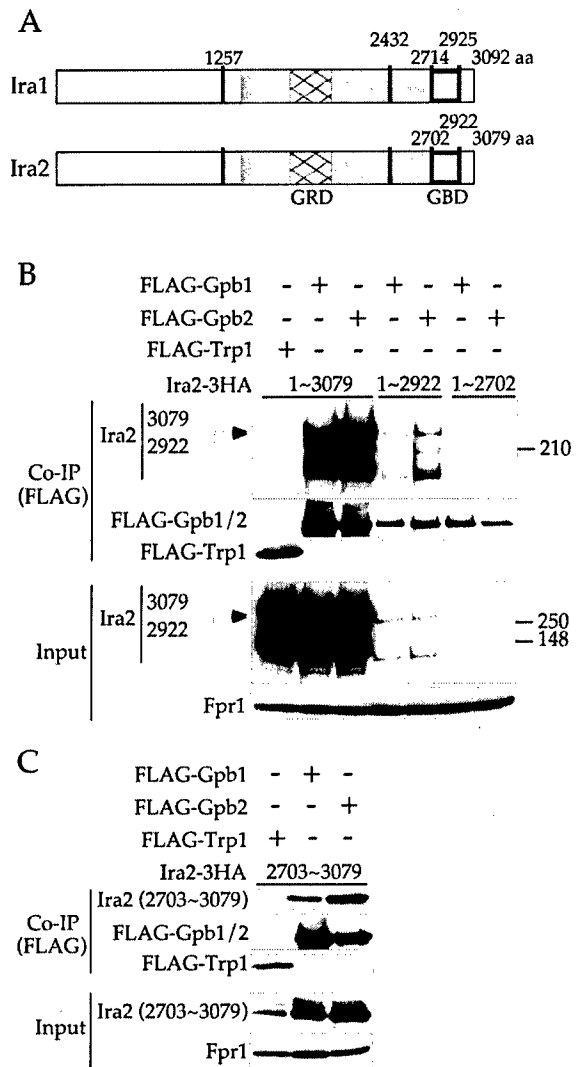 A
1257
2432
2925
2714
3092 aa
Ira1
2922
2702
3079 aa
Ira2
GRD
GBD
B
FLAG-Gpb1 - + - + - + -
FLAG-Gpb2 - - + - + - +
FLAG-Trp1 + - - - - - -
Ira2-3HA 1~3079 1~2922 1~2702
Co-IP (FLAG)
Ira2
3079
2922
210
FLAG-Gpb1/2
FLAG-Trp1
Input
Ira2
3079
2922
250
148
Fpr1
C
FLAG-Gpb1 - + -
FLAG-Gpb2 - - +
FLAG-Trp1 + - -
Ira2-3HA 2703~3079
Co-IP (FLAG)
Ira2 (2703~3079)
FLAG-Gpb1/2
FLAG-Trp1
Input
Ira2 (2703~3079)
Fpr1